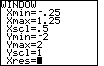 WINDOW
Xmin=-.25
Xmax=1.25
Xscl=.5
Ymin=-2
Ymax=2
Yscl=1
Xres=